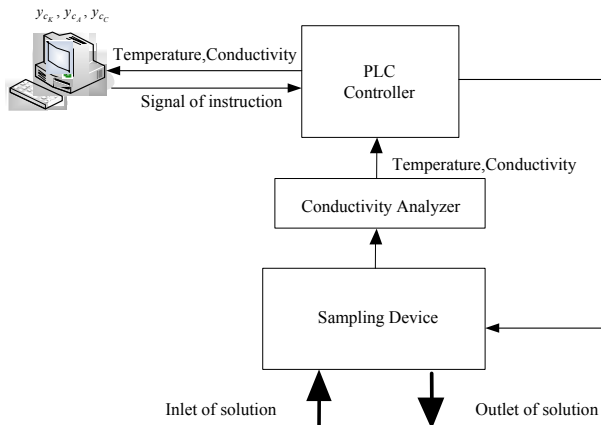 y_{c_K}, y_{c_A}, y_{c_C}
Temperature,Conductivity
Signal of instruction
PLC
Controller
Temperature,Conductivity
Conductivity Analyzer
Sampling Device
Inlet of solution
Outlet of solution